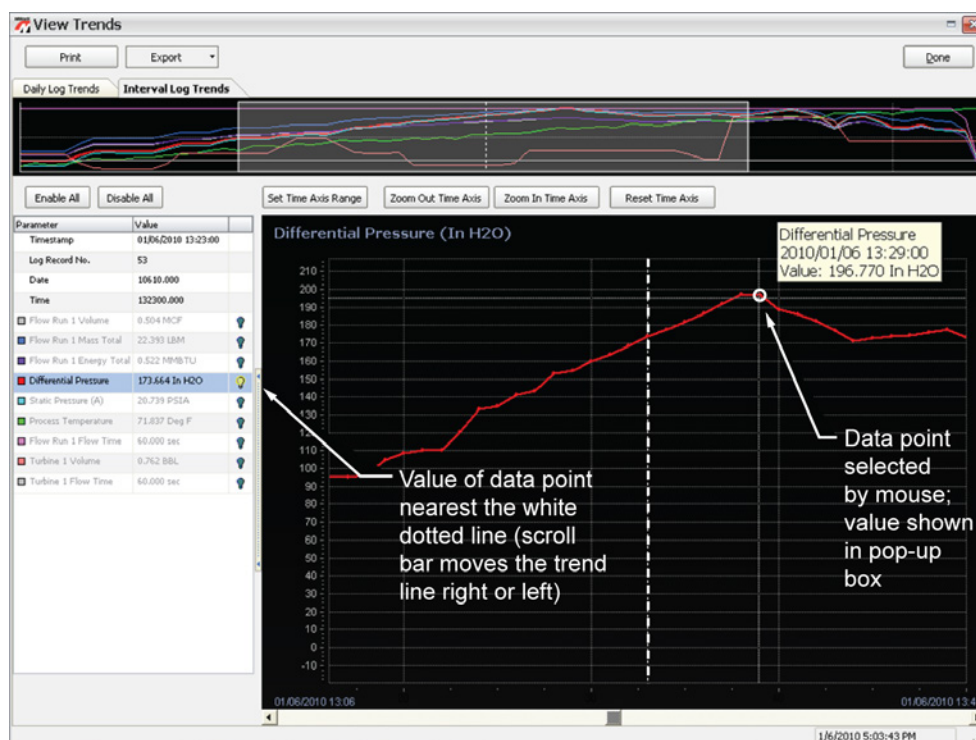 View Trends
Print
Export
Done
Daily Log Trends
Interval Log Trends
Enable All
Disable All
Set Time Axis Range
Zoom Out Time Axis
Zoom In Time Axis
Reset Time Axis
Parameter Value
Timestamp 01/06/2010 13:23:00
Log Record No. 53
Date 10610.000
Time 132300.000
Flow Run 1 Volume 0.504 MCF
Flow Run 1 Mass Total 22.393 LBM
Flow Run 1 Energy Total 0.522 MMBTU
Differential Pressure 173.664 In H2O
Static Pressure (A) 20.739 PSIA
Process Temperature 71.837 Deg F
Flow Run 1 Flow Time 60.000 sec
Turbine 1 Volume 0.762 BBL
Turbine 1 Flow Time 60.000 sec
Differential Pressure (In H2O)
Differential Pressure
2010/01/06 13:29:00
Value: 196.770 In H2O
210
200
190
180
170
160
150
140
130
120
110
100
90
80
70
60
50
40
30
20
10
0
-10
Value of data point
nearest the white
dotted line (scroll
bar moves the trend
line right or left)
Data point
selected
by mouse;
value shown
in pop-up
box
01/06/2010 13:06
01/06/2010 13:4
1/6/2010 5:03:43 PM